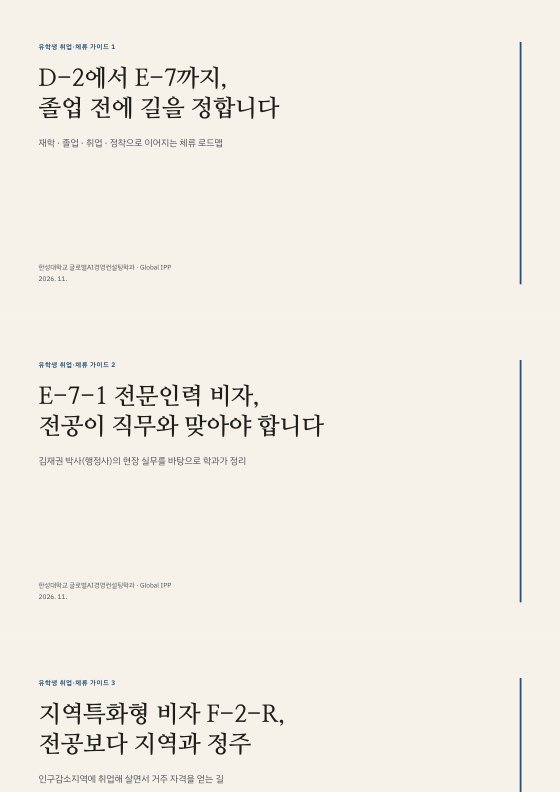 유학생 취업·체류 가이드 1
D-2에서 E-7까지,
졸업 전에 길을 정합니다
재학 · 졸업 · 취업 · 정착으로 이어지는 체류 로드맵
한성대학교 글로벌AI경영컨설팅학과 · Global IPP
2026. 11.
유학생 취업·체류 가이드 2
E-7-1 전문인력 비자,
전공이 직무와 맞아야 합니다
김재권 박사(행정사)의 현장 실무를 바탕으로 학과가 정리
한성대학교 글로벌AI경영컨설팅학과 · Global IPP
2026. 11.
유학생 취업·체류 가이드 3
지역특화형 비자 F-2-R,
전공보다 지역과 정주
인구감소지역에 취업해 살면서 거주 자격을 얻는 길